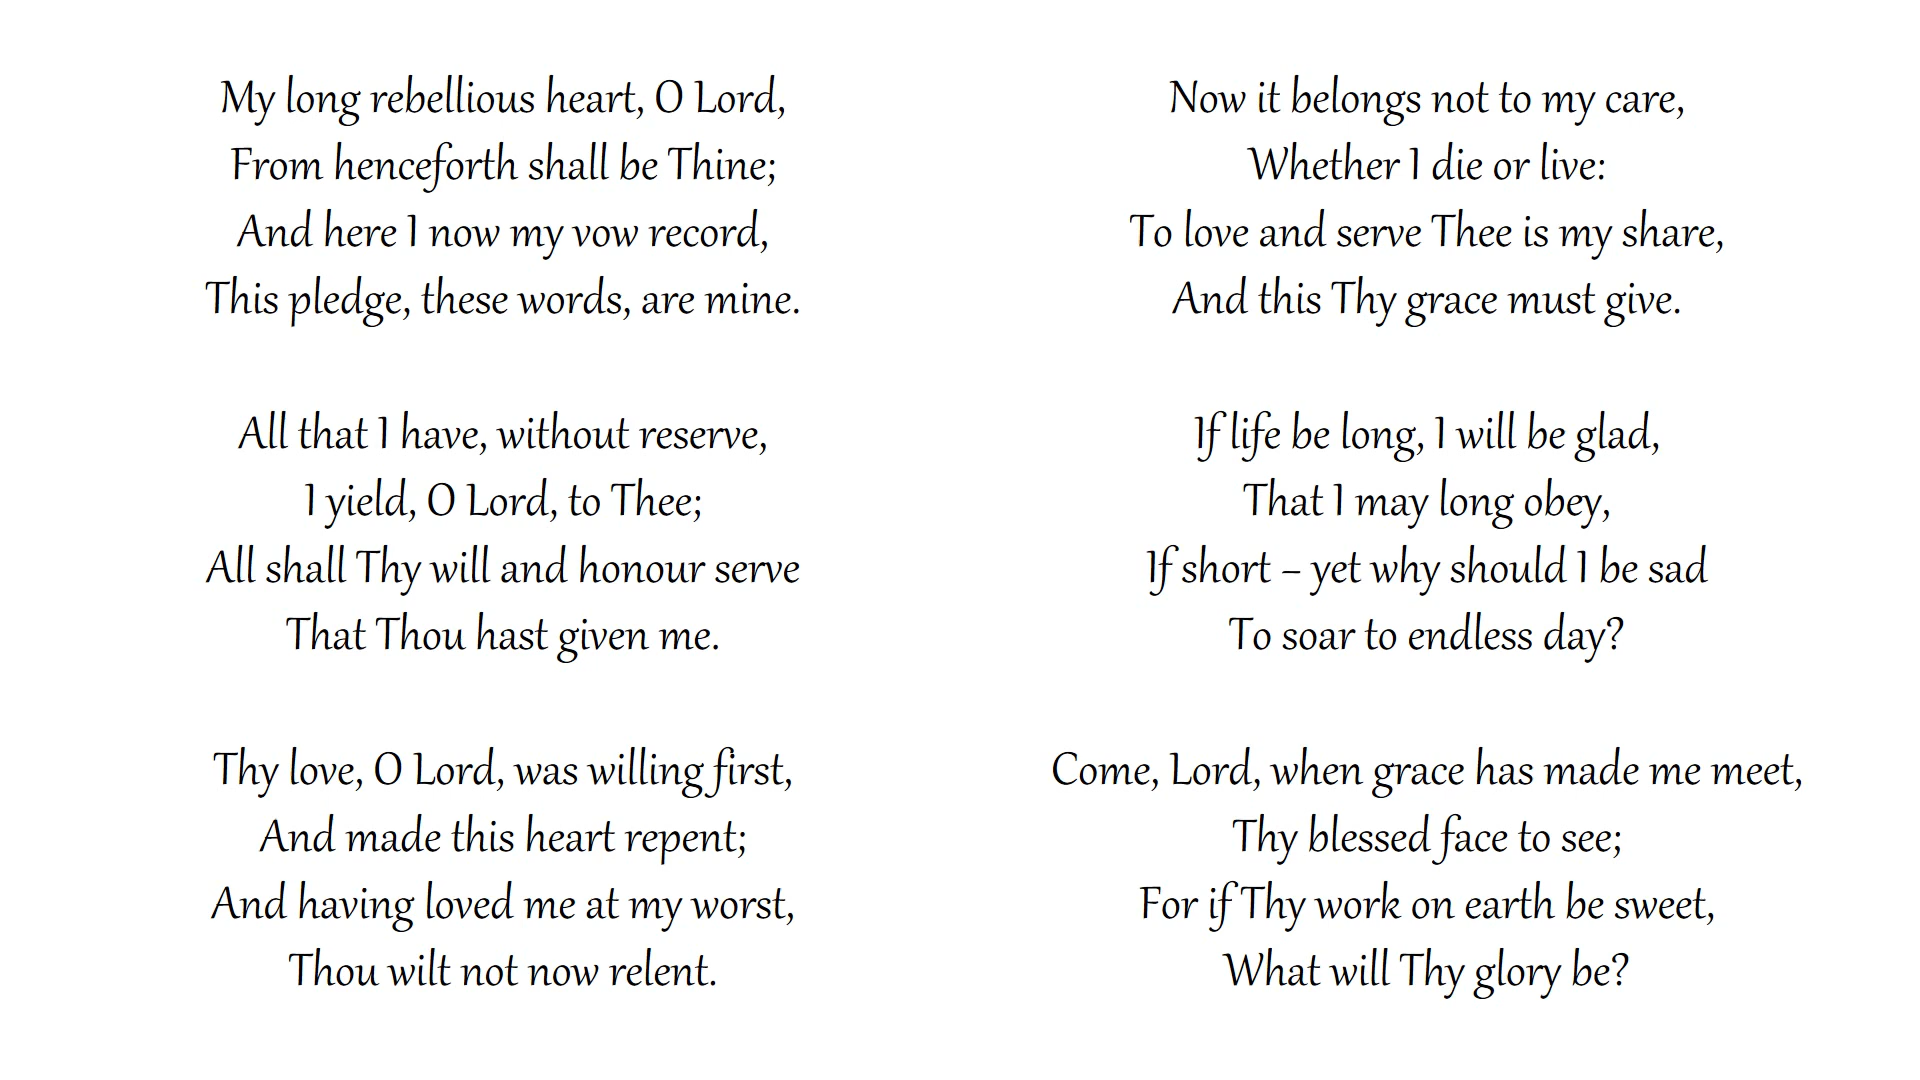 My long rebellious heart, O Lord,
From henceforth shall be Thine;
And here I now my vow record,
This pledge, these words, are mine.
All that I have, without reserve,
I yield, O Lord, to Thee;
All shall Thy will and honour serve
That Thou hast given me.
Thy love, O Lord, was willing first,
And made this heart repent;
And having loved me at my worst,
Thou wilt not now relent.
Now it belongs not to my care,
Whether I die or live:
To love and serve Thee is my share,
And this Thy grace must give.
If life be long, I will be glad,
That I may long obey,
If short – yet why should I be sad
To soar to endless day?
Come, Lord, when grace has made me meet,
Thy blessed face to see;
For if Thy work on earth be sweet,
What will Thy glory be?